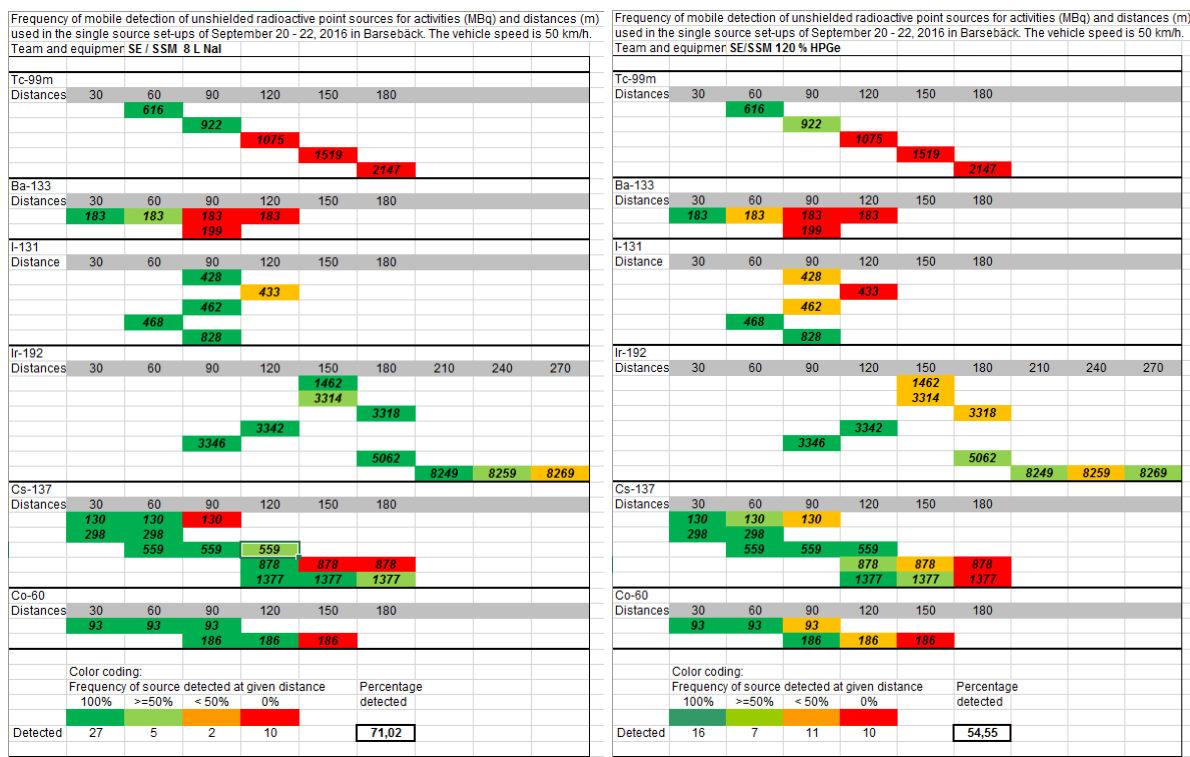 Frequency of mobile detection of unshielded radioactive point sources for activities (MBq) and distances (m)
used in the single source set-ups of September 20 - 22, 2016 in Barsebäck. The vehicle speed is 50 km/h.
Team and equipmer SE / SSM 8 L NaI
Tc-99m
Distances 30 60 90 120 150 180
616
922
1075
1519
2147
Ba-133
Distances 30 60 90 120 150 180
183 183 183 183
199
I-131
Distance 30 60 90 120 150 180
428
433
462
468
828
Ir-192
Distances 30 60 90 120 150 180 210 240 270
1462
3314
3318
3342
3346
5062
8249 8259 8269
Cs-137
Distances 30 60 90 120 150 180
130 130 130
298 298
559 559 559
878 878 878
1377 1377 1377
Co-60
Distances 30 60 90 120 150 180
93 93 93
186 186 186
Color coding:
Frequency of source detected at given distance Percentage
100% >=50% < 50% 0% detected
Detected 27 5 2 10 71,02
Frequency of mobile detection of unshielded radioactive point sources for activities (MBq) and distances (m)
used in the single source set-ups of September 20 - 22, 2016 in Barsebäck. The vehicle speed is 50 km/h.
Team and equipmer SE/SSM 120 % HPGe
Tc-99m
Distances 30 60 90 120 150 180
616
922
1075
1519
2147
Ba-133
Distances 30 60 90 120 150 180
183 183 183 183
199
I-131
Distance 30 60 90 120 150 180
428
433
462
468
828
Ir-192
Distances 30 60 90 120 150 180 210 240 270
1462
3314
3318
3342
3346
5062
8249 8259 8269
Cs-137
Distances 30 60 90 120 150 180
130 130 130
298 298
559 559 559
878 878 878
1377 1377 1377
Co-60
Distances 30 60 90 120 150 180
93 93 93
186 186 186
Color coding:
Frequency of source detected at given distance Percentage
100% >=50% < 50% 0% detected
Detected 16 7 11 10 54,55